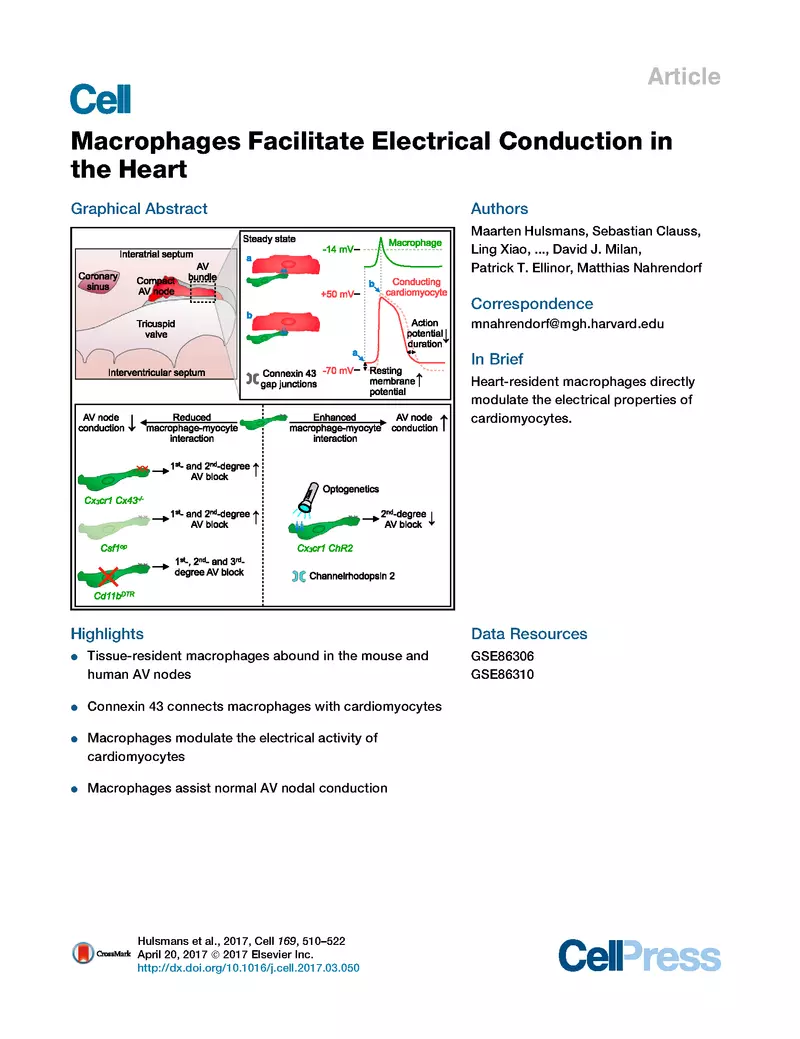 Article
Cell
Macrophages Facilitate Electrical Conduction in
the Heart
Graphical Abstract
Interatrial septum
Coronary
sinus
Compact
AV node
AV
bundle
Tricuspid
valve
Interventricular septum
Steady state
a
b
Connexin 43
gap junctions
-14 mV
Macrophage
b
Conducting
cardiomyocyte
+50 mV
Action
potential
duration
a
-70 mV
Resting
membrane
potential
AV node
conduction
Reduced
macrophage-myocyte
interaction
Enhanced
macrophage-myocyte
interaction
AV node
conduction
Cx3cr1 Cx43-/-
1st- and 2nd-degree
AV block
Csf1op
1st- and 2nd-degree
AV block
Cd11bDTR
1st-, 2nd- and 3rd-
degree AV block
Optogenetics
Cx3cr1 ChR2
2nd-degree
AV block
Channelrhodopsin 2
Highlights
● Tissue-resident macrophages abound in the mouse and
human AV nodes
● Connexin 43 connects macrophages with cardiomyocytes
● Macrophages modulate the electrical activity of
cardiomyocytes
● Macrophages assist normal AV nodal conduction
Authors
Maarten Hulsmans, Sebastian Clauss,
Ling Xiao, ..., David J. Milan,
Patrick T. Ellinor, Matthias Nahrendorf
Correspondence
mnahrendorf@mgh.harvard.edu
In Brief
Heart-resident macrophages directly
modulate the electrical properties of
cardiomyocytes.
Data Resources
GSE86306
GSE86310
CrossMark
Hulsmans et al., 2017, Cell 169, 510–522
April 20, 2017 © 2017 Elsevier Inc.
http://dx.doi.org/10.1016/j.cell.2017.03.050
CellPress